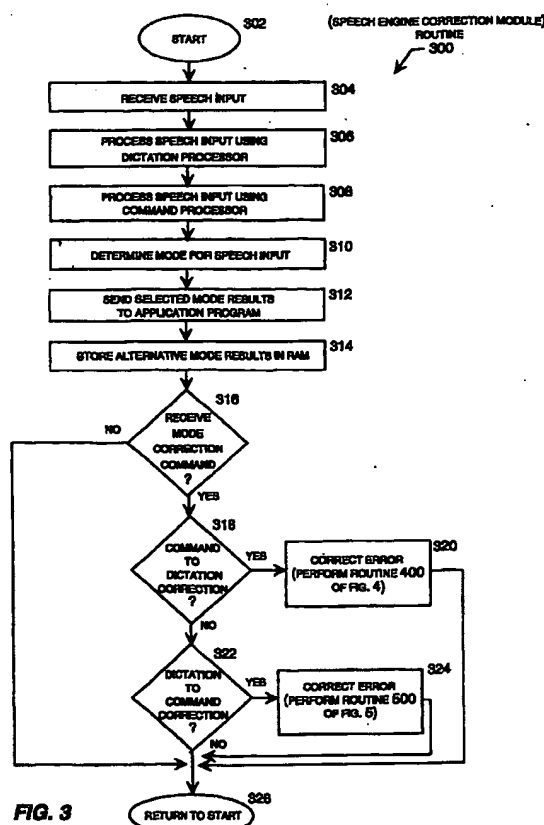 (SPEECH ENGINE CORRECTION MODULE)
ROUTINE
300
302
START
304
RECEIVE SPEECH INPUT
306
PROCESS SPEECH INPUT USING
DICTATION PROCESSOR
308
PROCESS SPEECH INPUT USING
COMMAND PROCESSOR
310
DETERMINE MODE FOR SPEECH INPUT
312
SEND SELECTED MODE RESULTS
TO APPLICATION PROGRAM
314
STORE ALTERNATIVE MODE RESULTS IN RAM
316
NO
RECEIVE
MODE
CORRECTION
COMMAND
?
YES
318
COMMAND
TO
DICTATION
CORRECTION
?
YES
320
CORRECT ERROR
(PERFORM ROUTINE 400
OF FIG. 4)
NO
322
DICTATION
TO
COMMAND
CORRECTION
?
YES
324
CORRECT ERROR
(PERFORM ROUTINE 500
OF FIG. 5)
NO
326
RETURN TO START
FIG. 3